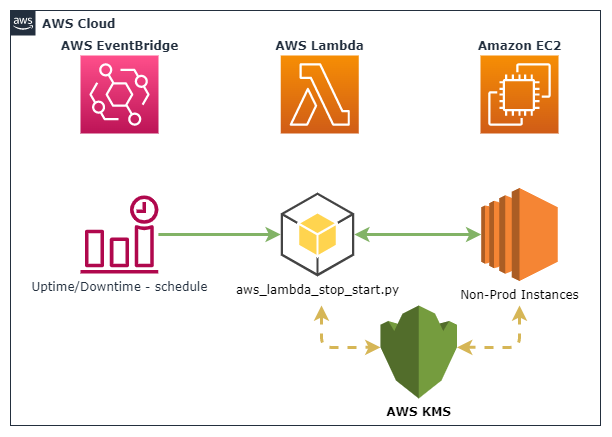 aws
AWS Cloud
AWS EventBridge
AWS Lambda
Amazon EC2
Uptime/Downtime - schedule
aws_lambda_stop_start.py
Non-Prod Instances
AWS KMS